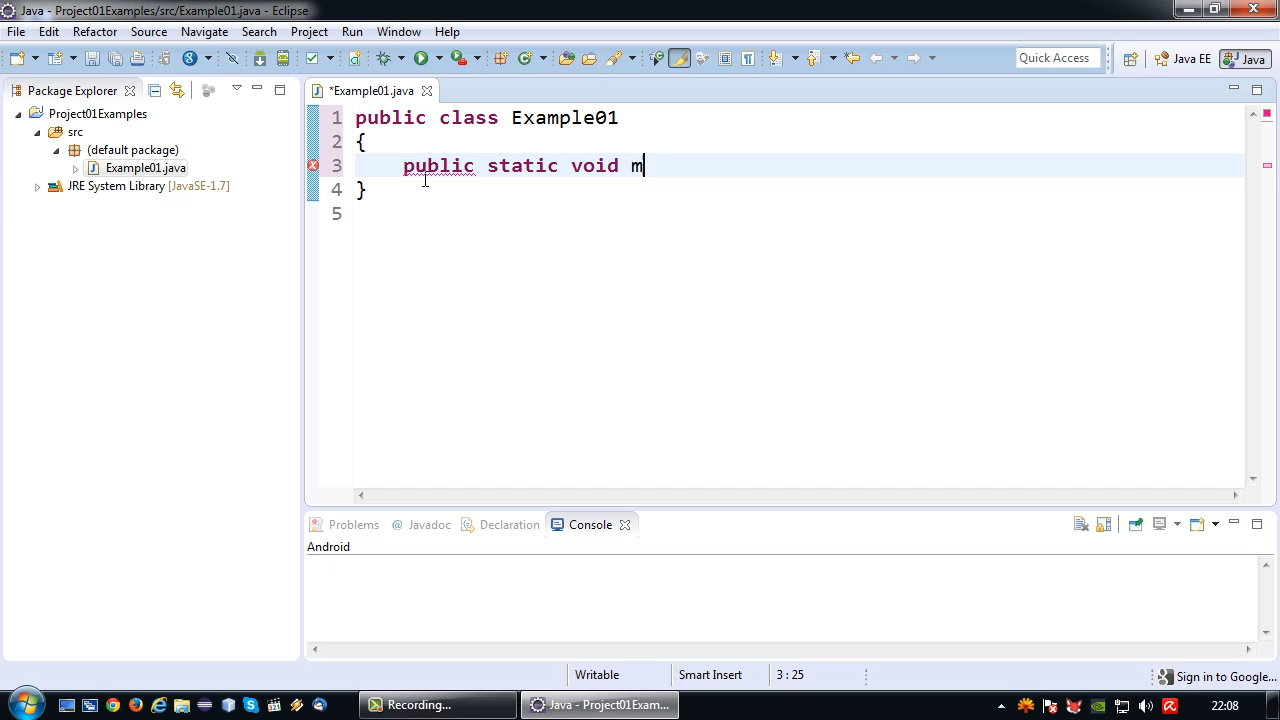 Java - Project01Examples/src/Example01.java - Eclipse
File Edit Refactor Source Navigate Search Project Run Window Help
Quick Access Java EE Java
Package Explorer
Project01Examples
src
(default package)
Example01.java
JRE System Library [JavaSE-1.7]
*Example01.java
1 public class Example01
2 {
3 public static void m
4 }
5
Problems @ Javadoc Declaration Console
Android
Writable Smart Insert 3 : 25 Sign in to Google...
Recording... Java - Project01Exam... 22:08